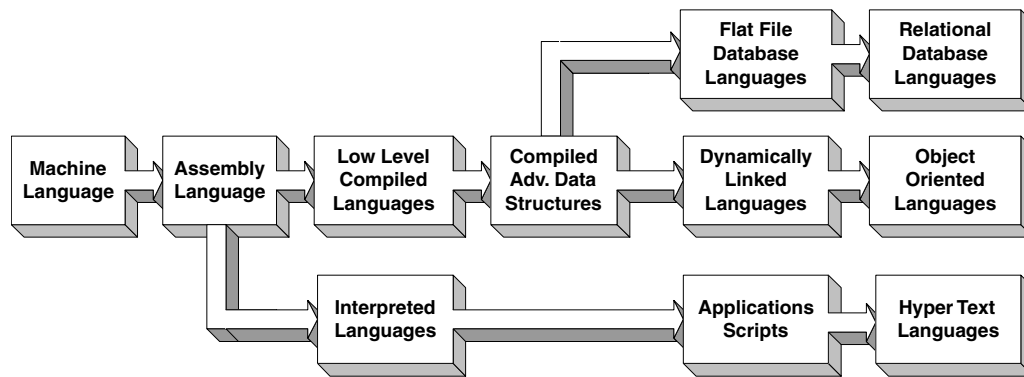 Flat File
Database
Languages
Relational
Database
Languages
Machine
Language
Assembly
Language
Low Level
Compiled
Languages
Compiled
Adv. Data
Structures
Dynamically
Linked
Languages
Object
Oriented
Languages
Interpreted
Languages
Applications
Scripts
Hyper Text
Languages